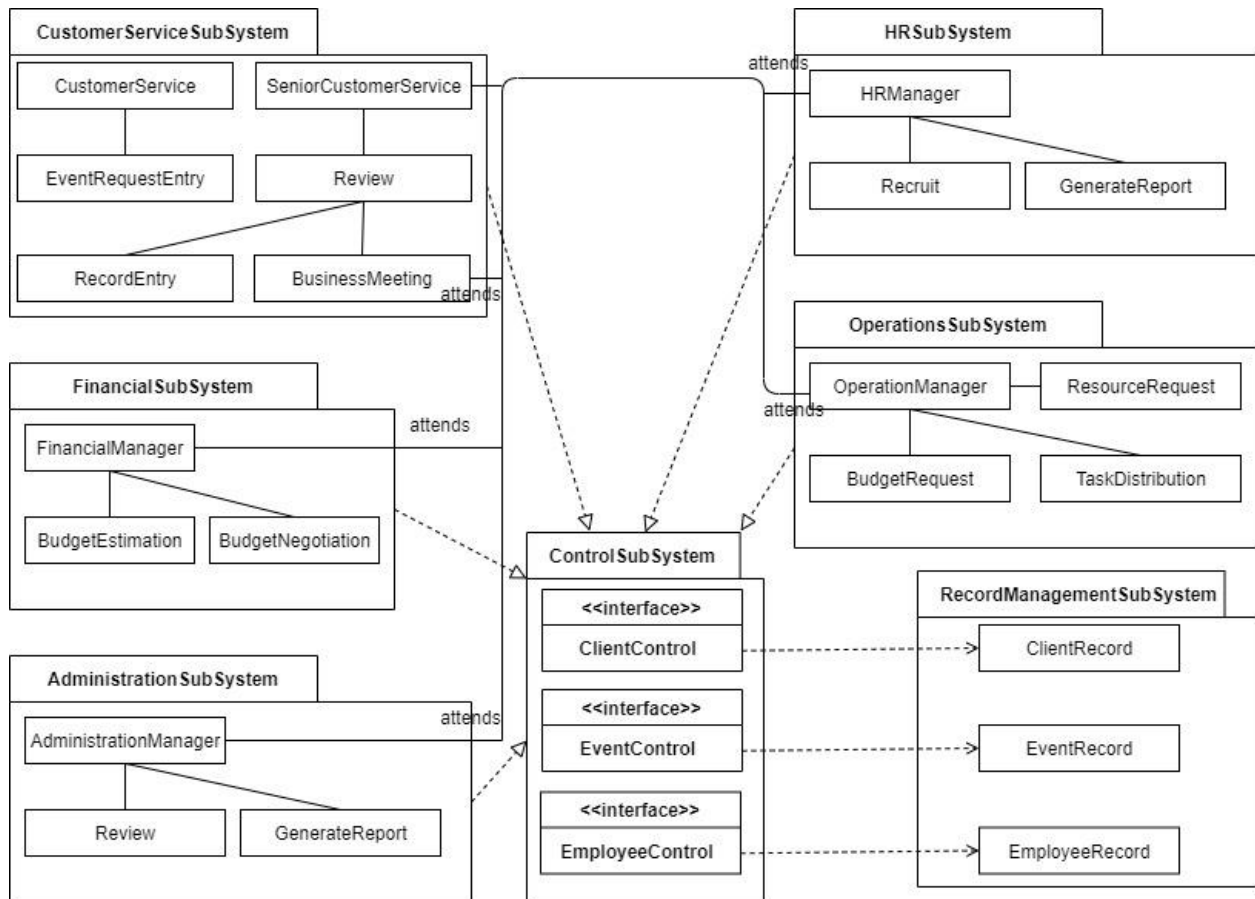 CustomerServiceSubSystem
CustomerService
SeniorCustomerService
EventRequestEntry
Review
RecordEntry
BusinessMeeting
attends
HRSubSystem
attends
HRManager
Recruit
GenerateReport
OperationsSubSystem
OperationManager
ResourceRequest
attends
BudgetRequest
TaskDistribution
FinancialSubSystem
FinancialManager
attends
BudgetEstimation
BudgetNegotiation
AdministrationSubSystem
AdministrationManager
attends
Review
GenerateReport
ControlSubSystem
<<interface>>
ClientControl
<<interface>>
EventControl
<<interface>>
EmployeeControl
RecordManagementSubSystem
ClientRecord
EventRecord
EmployeeRecord